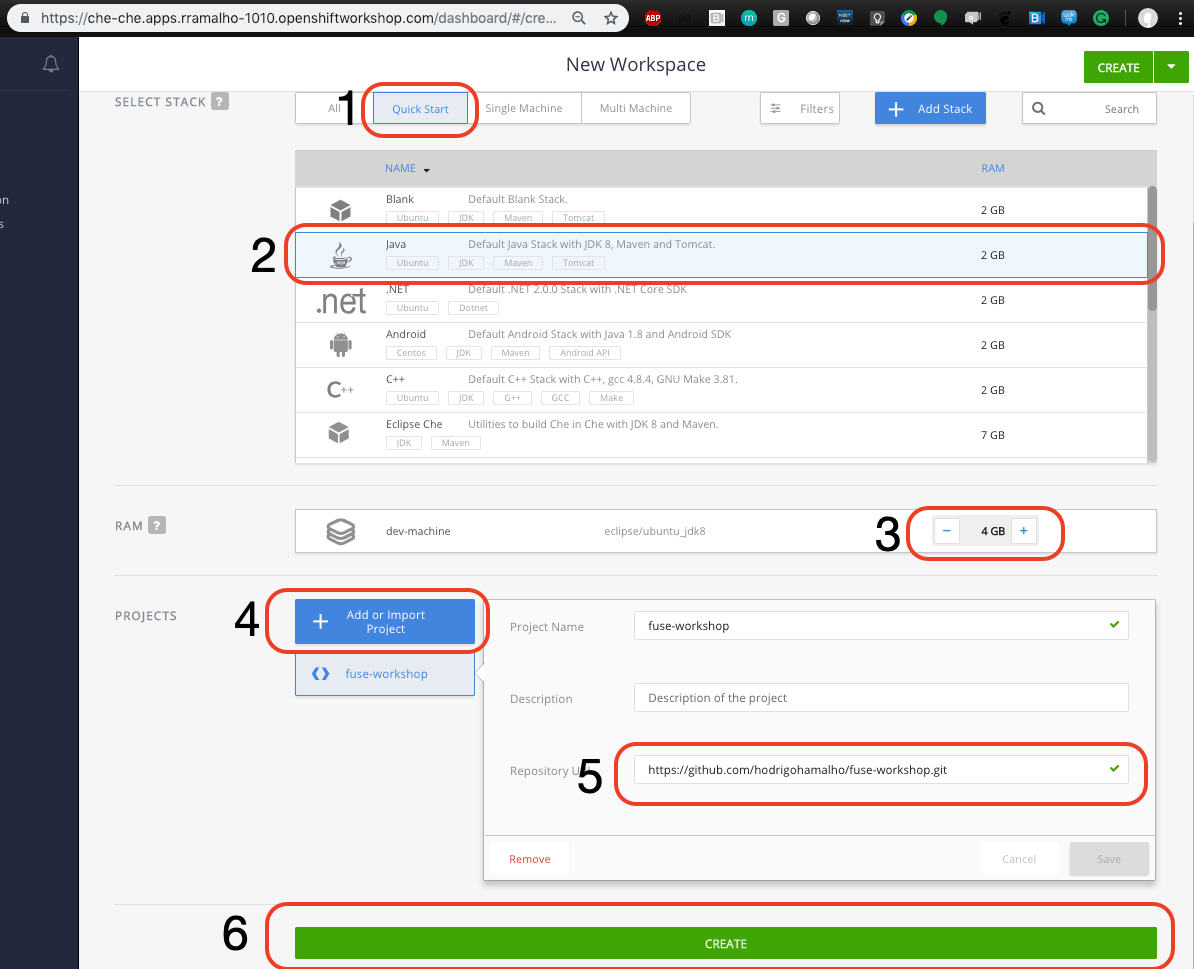 https://che-che.apps.rramalho-1010.openshiftworkshop.com/dashboard/#/cre...
New Workspace
CREATE
SELECT STACK ?
1
All
Quick Start
Single Machine
Multi Machine
Filters
Add Stack
Search
NAME
RAM
Blank Default Blank Stack. 2 GB
Ubuntu JDK Maven Tomcat
2
Java Default Java Stack with JDK 8, Maven and Tomcat. 2 GB
Ubuntu JDK Maven Tomcat
.net
.NET Default .NET 2.0.0 Stack with .NET Core SDK 2 GB
Ubuntu Dotnet
Android Default Android Stack with Java 1.8 and Android SDK 2 GB
Centos JDK Maven Android API
C++
C++ Default C++ Stack with C++, gcc 4.8.4, GNU Make 3.81. 2 GB
Ubuntu JDK G++ GCC Make
Eclipse Che Utilities to build Che in Che with JDK 8 and Maven. 7 GB
JDK Maven
RAM ?
dev-machine
eclipse/ubuntu_jdk8
3
− 4 GB +
PROJECTS
4
Add or Import
Project
fuse-workshop
Project Name
fuse-workshop
Description
Description of the project
Repository
5
https://github.com/hodrigohamalho/fuse-workshop.git
Remove
Cancel
Save
6
CREATE